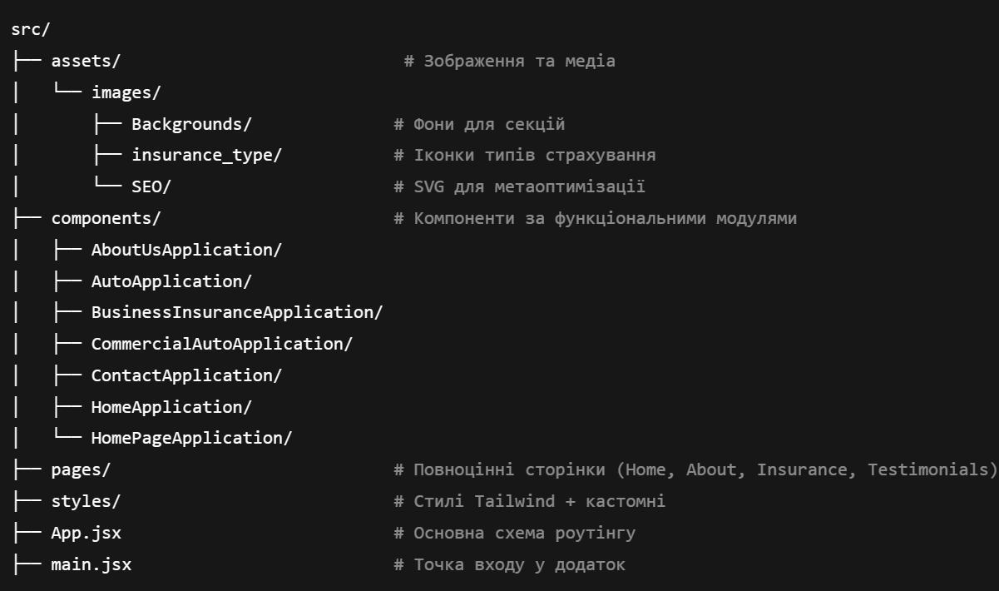 src/
├── assets/                            # Зображення та медіа
│   └── images/
│       ├── Backgrounds/              # Фони для секцій
│       ├── insurance_type/           # Іконки типів страхування
│       └── SEO/                      # SVG для метаоптимізації
├── components/                       # Компоненти за функціональними модулями
│   ├── AboutUsApplication/
│   ├── AutoApplication/
│   ├── BusinessInsuranceApplication/
│   ├── CommercialAutoApplication/
│   ├── ContactApplication/
│   ├── HomeApplication/
│   └── HomePageApplication/
├── pages/                            # Повноцінні сторінки (Home, About, Insurance, Testimonials)
├── styles/                           # Стилі Tailwind + кастомні
├── App.jsx                           # Основна схема роутінгу
├── main.jsx                          # Точка входу у додаток